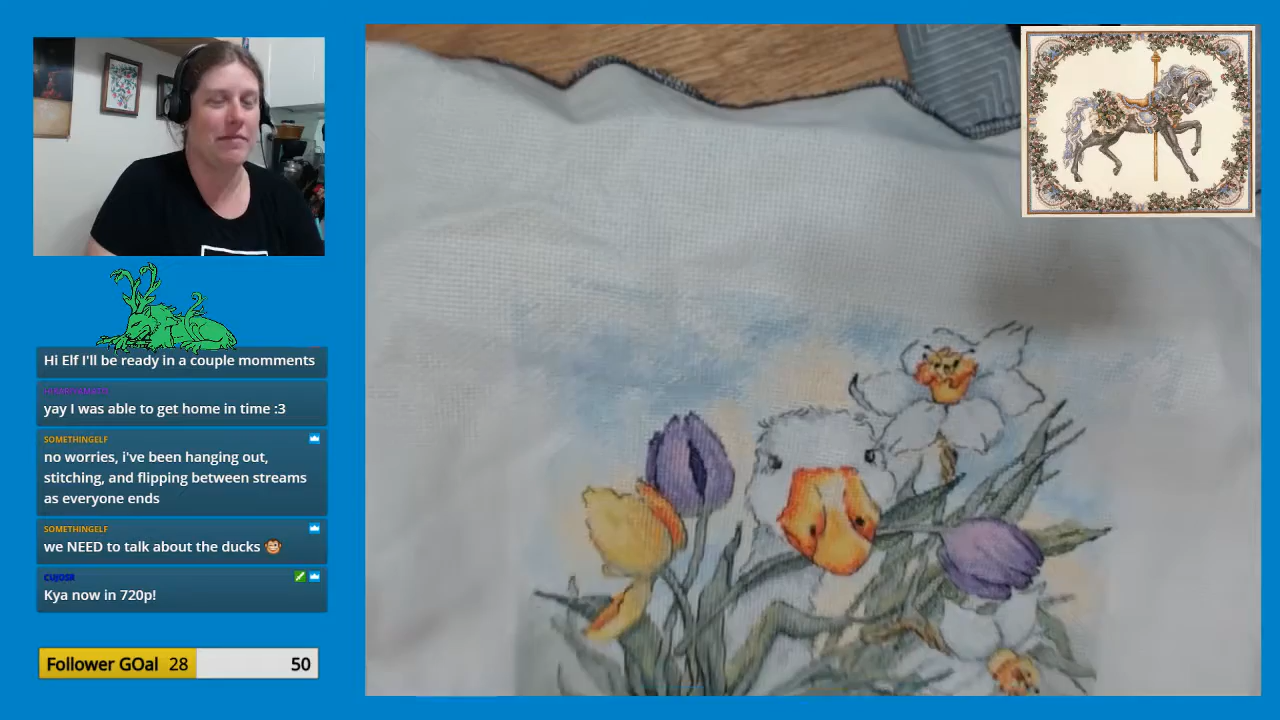 Hi Elf I'll be ready in a couple momments
yay I was able to get home in time :3
SOMETHINGELF
no worries, i've been hanging out,
stitching, and flipping between streams
as everyone ends
SOMETHINGELF
we NEED to talk about the ducks
CUJOSR
Kya now in 720p!
Follower GOal 28 50